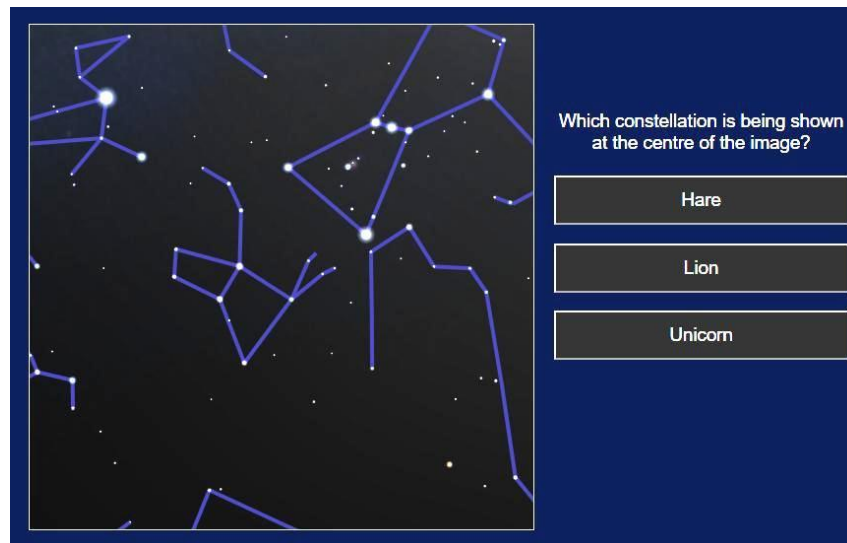 Which constellation is being shown
at the centre of the image?
Hare
Lion
Unicorn